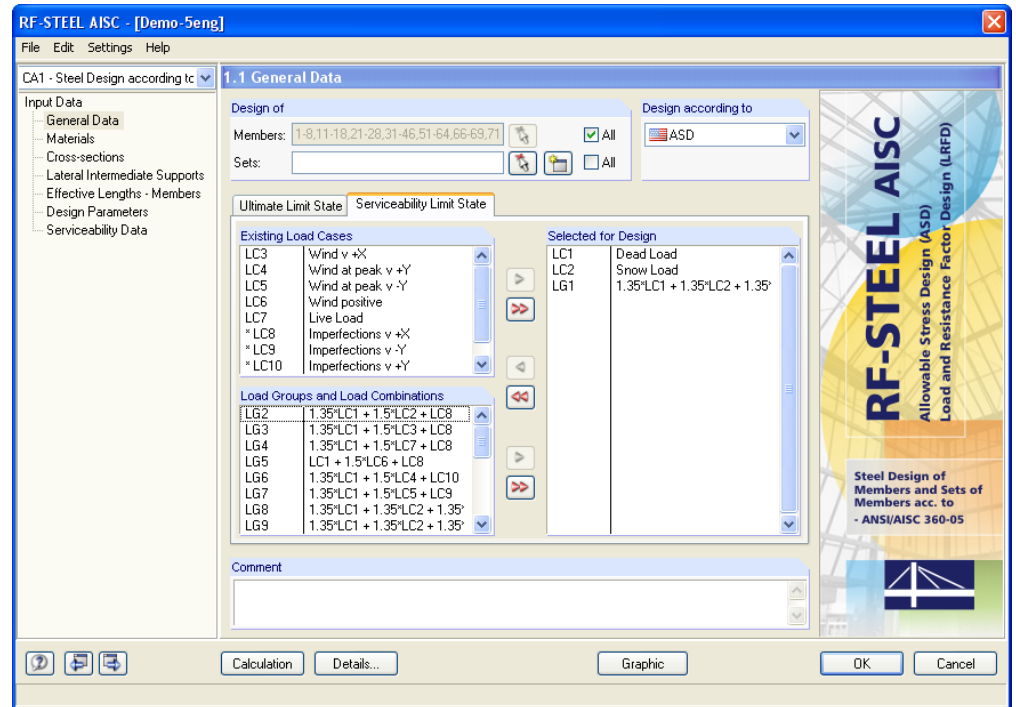 RF-STEEL AISC - [Demo-5eng]
File Edit Settings Help
CA1 - Steel Design according tc
1.1 General Data
Input Data
General Data
Materials
Cross-sections
Lateral Intermediate Supports
Effective Lengths - Members
Design Parameters
Serviceability Data
Design of
Members: 1-8,11-18,21-28,31-46,51-64,66-69,71 All
Sets: All
Design according to
ASD
Ultimate Limit State Serviceability Limit State
Existing Load Cases
LC3 Wind v +X
LC4 Wind at peak v +Y
LC5 Wind at peak v -Y
LC6 Wind positive
LC7 Live Load
* LC8 Imperfections v +X
* LC9 Imperfections v -Y
* LC10 Imperfections v +Y
Load Groups and Load Combinations
LG2 1.35*LC1 + 1.5*LC2 + LC8
LG3 1.35*LC1 + 1.5*LC3 + LC8
LG4 1.35*LC1 + 1.5*LC7 + LC8
LG5 LC1 + 1.5*LC6 + LC8
LG6 1.35*LC1 + 1.5*LC4 + LC10
LG7 1.35*LC1 + 1.5*LC5 + LC9
LG8 1.35*LC1 + 1.35*LC2 + 1.35*
LG9 1.35*LC1 + 1.35*LC2 + 1.35*
Selected for Design
LC1 Dead Load
LC2 Snow Load
LG1 1.35*LC1 + 1.35*LC2 + 1.35*
Comment
RF-STEEL AISC
Allowable Stress Design (ASD)
Load and Resistance Factor Design (LRFD)
Steel Design of
Members and Sets of
Members acc. to
- ANSI/AISC 360-05
Calculation Details... Graphic OK Cancel